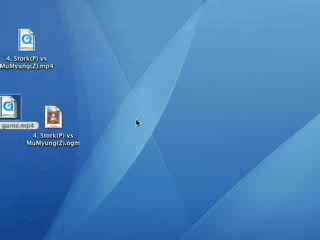 4. Stork(P) vs
MuMyung(Z).mp4
game.mp4
4. Stork(P) vs
MuMyung(Z).ogm